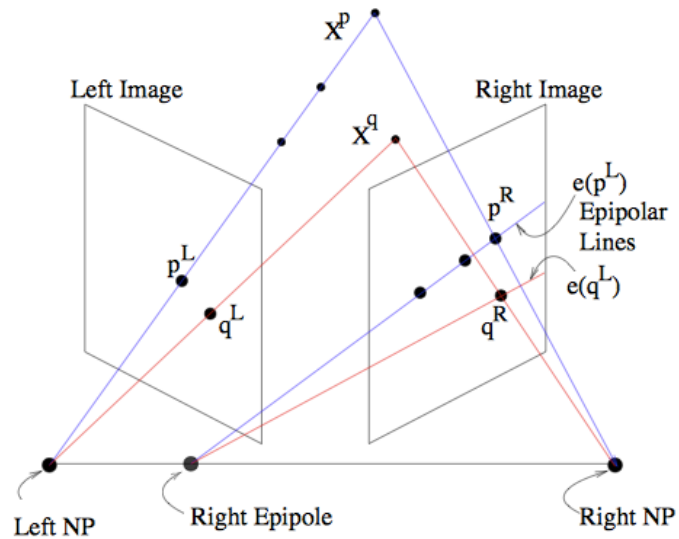 X^p
Left Image
Right Image
X^q
e(p^L)
p^R
Epipolar
Lines
p^L
e(q^L)
q^L
q^R
Left NP
Right Epipole
Right NP